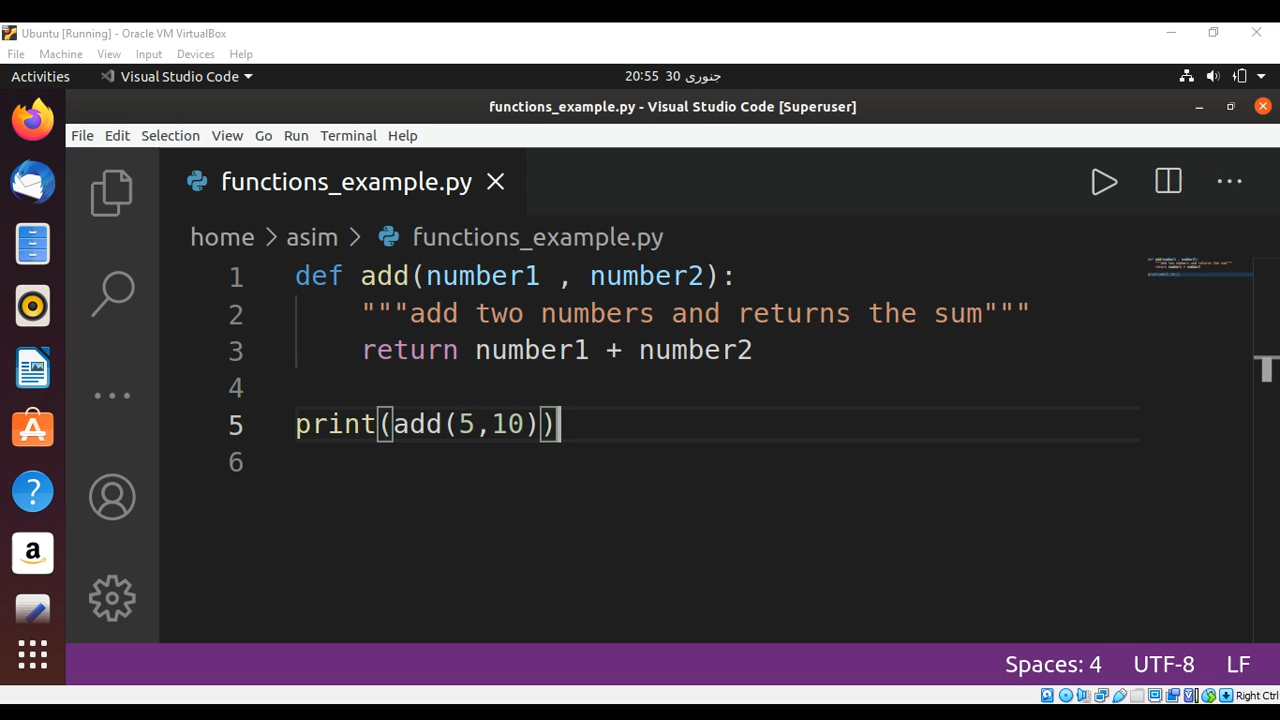 Ubuntu [Running] - Oracle VM VirtualBox
File Machine View Input Devices Help
Activities Visual Studio Code 20:55 30 جنوری
functions_example.py - Visual Studio Code [Superuser]
File Edit Selection View Go Run Terminal Help
functions_example.py
home > asim > functions_example.py
1 def add(number1 , number2):
2 """add two numbers and returns the sum"""
3 return number1 + number2
4
5 print(add(5,10))
6
Spaces: 4 UTF-8 LF
Right Ctrl